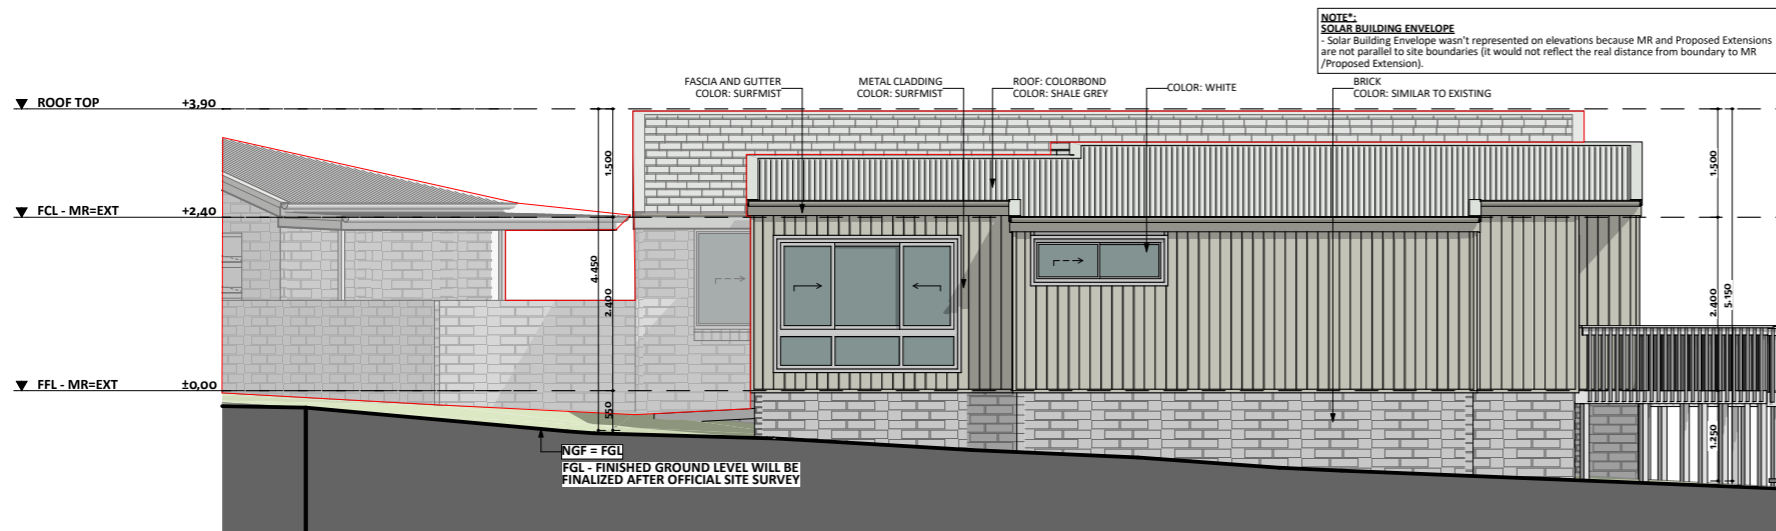 NOTE*:
SOLAR BUILDING ENVELOPE
- Solar Building Envelope wasn't represented on elevations because MR and Proposed Extensions
are not parallel to site boundaries (it would not reflect the real distance from boundary to MR
/Proposed Extension).
FASCIA AND GUTTER
COLOR: SURFMIST
METAL CLADDING
COLOR: SURFMIST
ROOF: COLORBOND
COLOR: SHALE GREY
COLOR: WHITE
BRICK
COLOR: SIMILAR TO EXISTING
ROOF TOP +3,90
FCL - MR=EXT +2,40
FFL - MR=EXT ±0,00
1.500
4.450
2.400
550
1.500
2.400
5.150
1.250
NGF = FGL
FGL - FINISHED GROUND LEVEL WILL BE
FINALIZED AFTER OFFICIAL SITE SURVEY